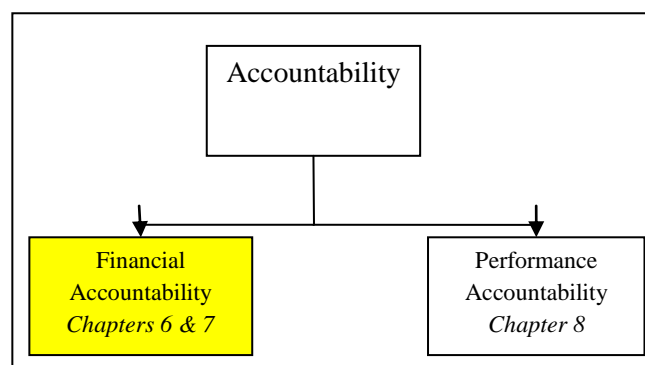 Accountability
Financial
Accountability
Chapters 6 & 7
Performance
Accountability
Chapter 8